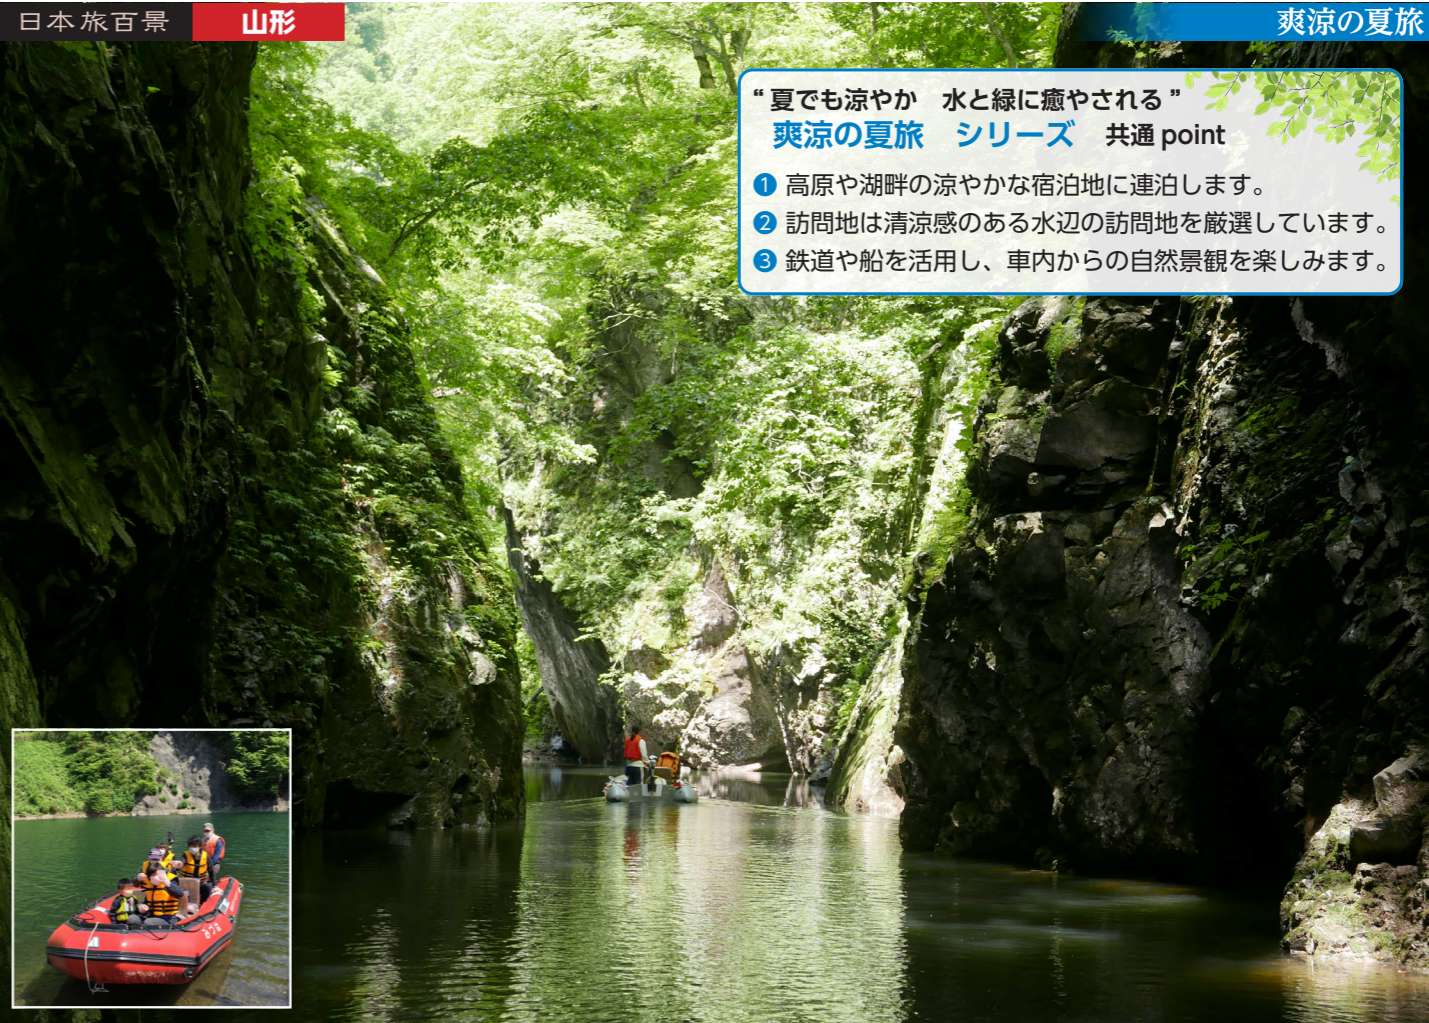 日本旅百景 山形
爽涼の夏旅
“ 夏でも涼やか 水と緑に癒やされる ”
爽涼の夏旅 シリーズ 共通 point
❶ 高原や湖畔の涼やかな宿泊地に連泊します。
❷ 訪問地は清涼感のある水辺の訪問地を厳選しています。
❸ 鉄道や船を活用し、車内からの自然景観を楽しみます。